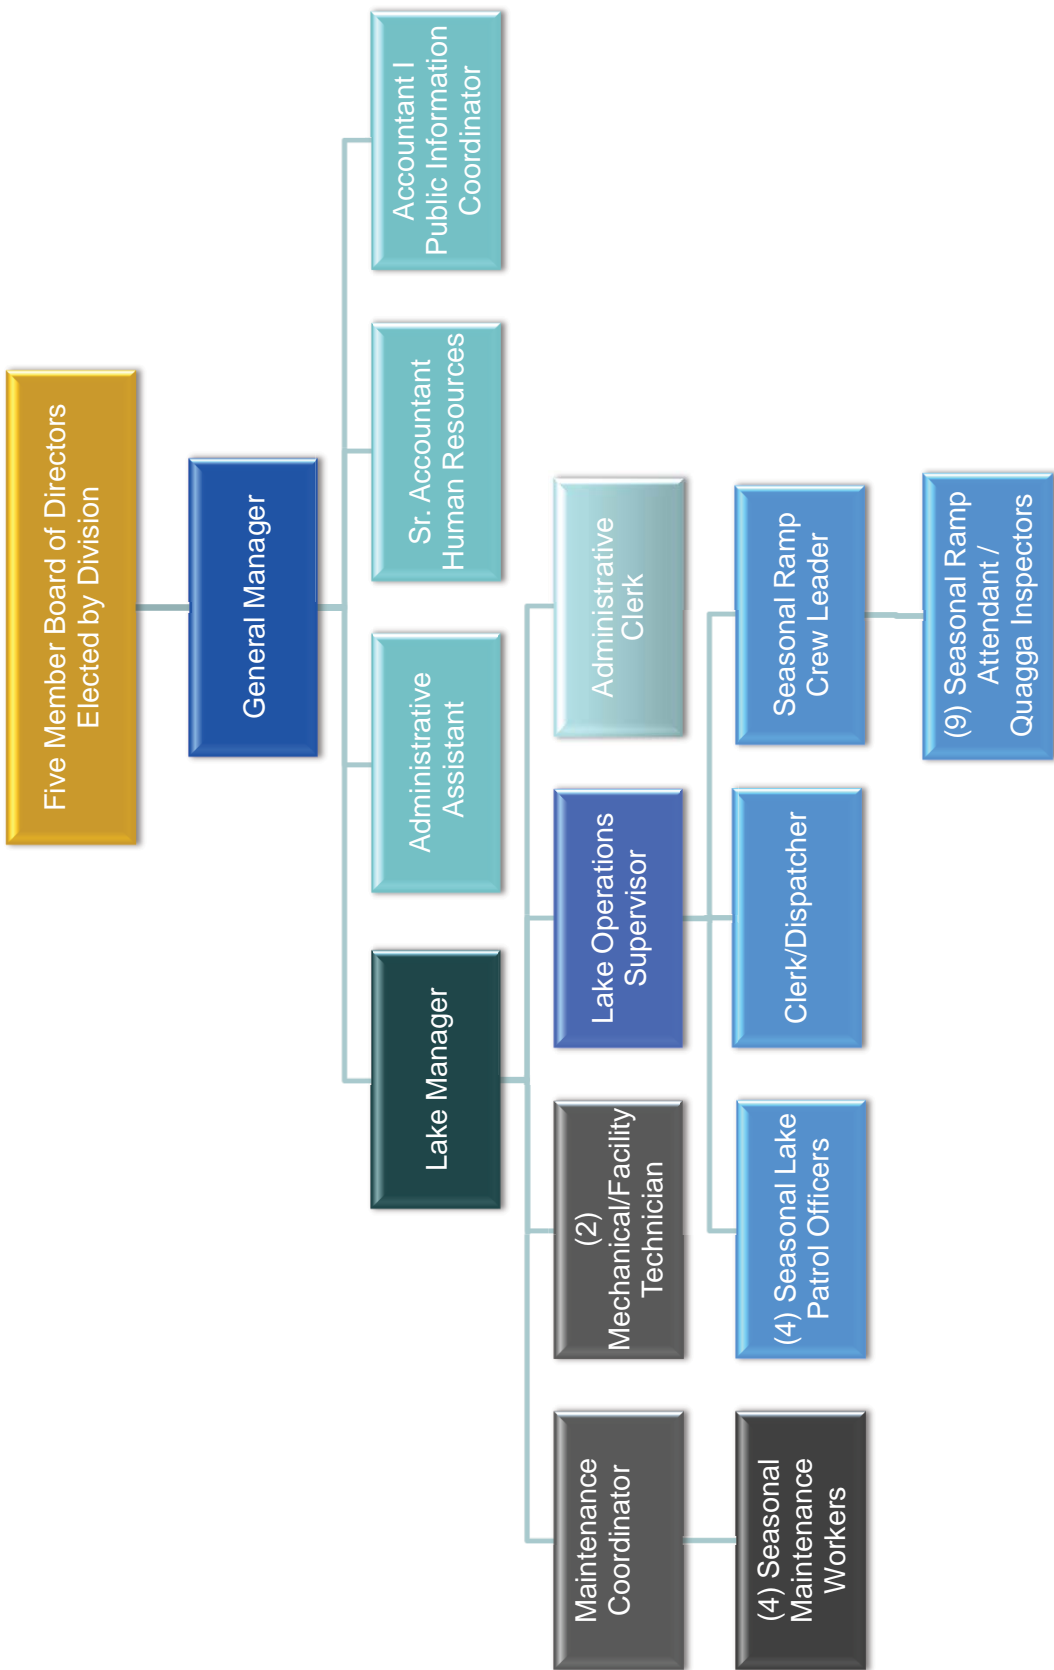 Five Member Board of Directors
Elected by Division
General Manager
Lake Manager
Administrative
Assistant
Sr. Accountant
Human Resources
Accountant I
Public Information
Coordinator
Maintenance
Coordinator
(2)
Mechanical/Facility
Technician
Lake Operations
Supervisor
Administrative
Clerk
(4) Seasonal
Maintenance
Workers
(4) Seasonal Lake
Patrol Officers
Clerk/Dispatcher
Seasonal Ramp
Crew Leader
(9) Seasonal Ramp
Attendant /
Quagga Inspectors